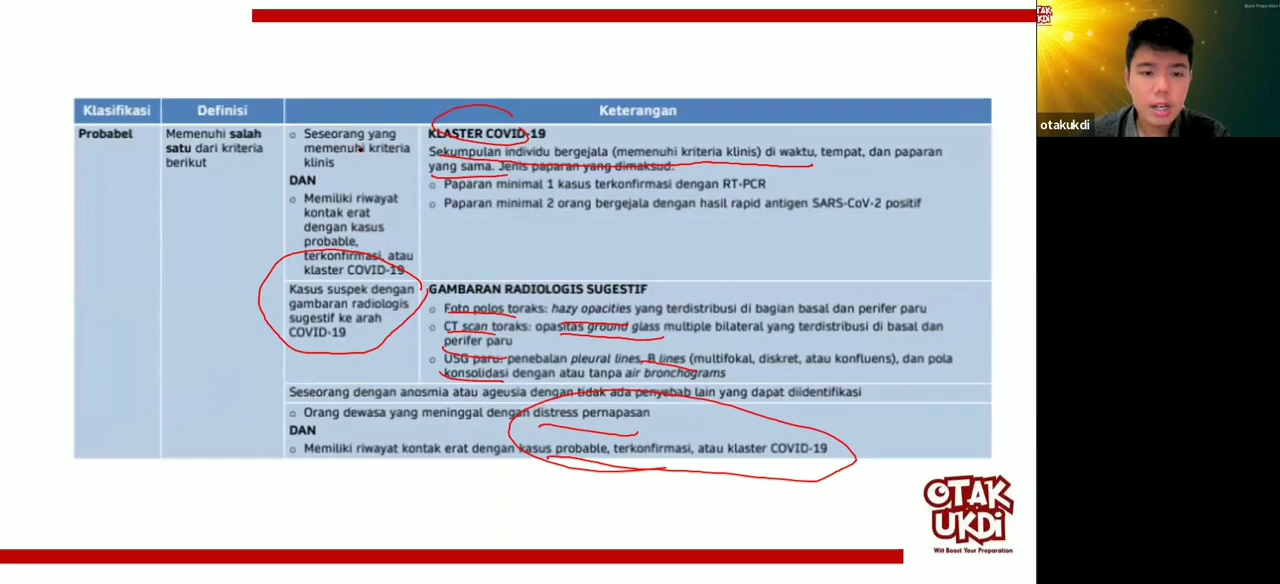 Klasifikasi
Definisi
Keterangan
Probabel
Memenuhi salah
satu dari kriteria
berikut
○ Seseorang yang
memenuhi kriteria
klinis
DAN
○ Memiliki riwayat
kontak erat
dengan kasus
probable,
terkonfirmasi, atau
klaster COVID-19
KLASTER COVID-19
Sekumpulan individu bergejala (memenuhi kriteria klinis) di waktu, tempat, dan paparan
yang sama. Jenis paparan yang dimaksud:
○ Paparan minimal 1 kasus terkonfirmasi dengan RT-PCR
○ Paparan minimal 2 orang bergejala dengan hasil rapid antigen SARS-CoV-2 positif
Kasus suspek dengan
gambaran radiologis
sugestif ke arah
COVID-19
GAMBARAN RADIOLOGIS SUGESTIF
○ Foto polos toraks: hazy opacities yang terdistribusi di bagian basal dan perifer paru
○ CT scan toraks: opasitas ground glass multiple bilateral yang terdistribusi di basal dan
perifer paru
○ USG paru: penebalan pleural lines, B lines (multifokal, diskret, atau konfluens), dan pola
konsolidasi dengan atau tanpa air bronchograms
Seseorang dengan anosmia atau ageusia dengan tidak ada penyebab lain yang dapat diidentifikasi
○ Orang dewasa yang meninggal dengan distress pernapasan
DAN
○ Memiliki riwayat kontak erat dengan kasus probable, terkonfirmasi, atau klaster COVID-19
OTAK
UKDI
Will Boost Your Preparation
OTAK
UKDI
otakukdi